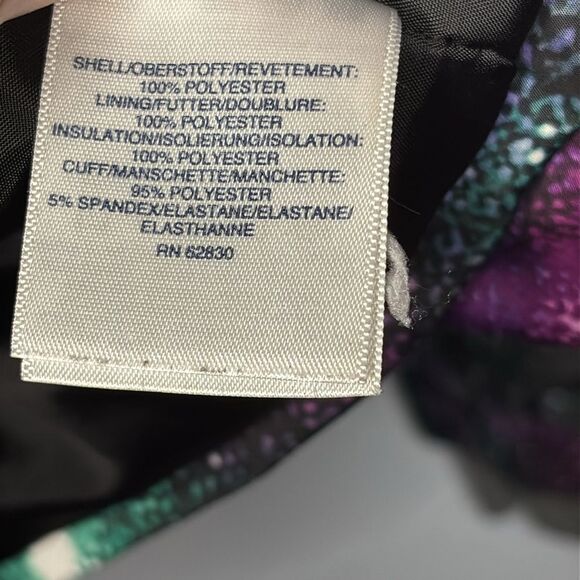 SHELL/OBERSTOFF/REVETEMENT:
100% POLYESTER
LINING/FUTTER/DOUBLURE:
100% POLYESTER
INSULATION/ISOLIERUNG/ISOLATION:
100% POLYESTER
CUFF/MANSCHETTE/MANCHETTE:
95% POLYESTER
5% SPANDEX/ELASTANE/ELASTANE/
ELASTHANNE
RN 62830